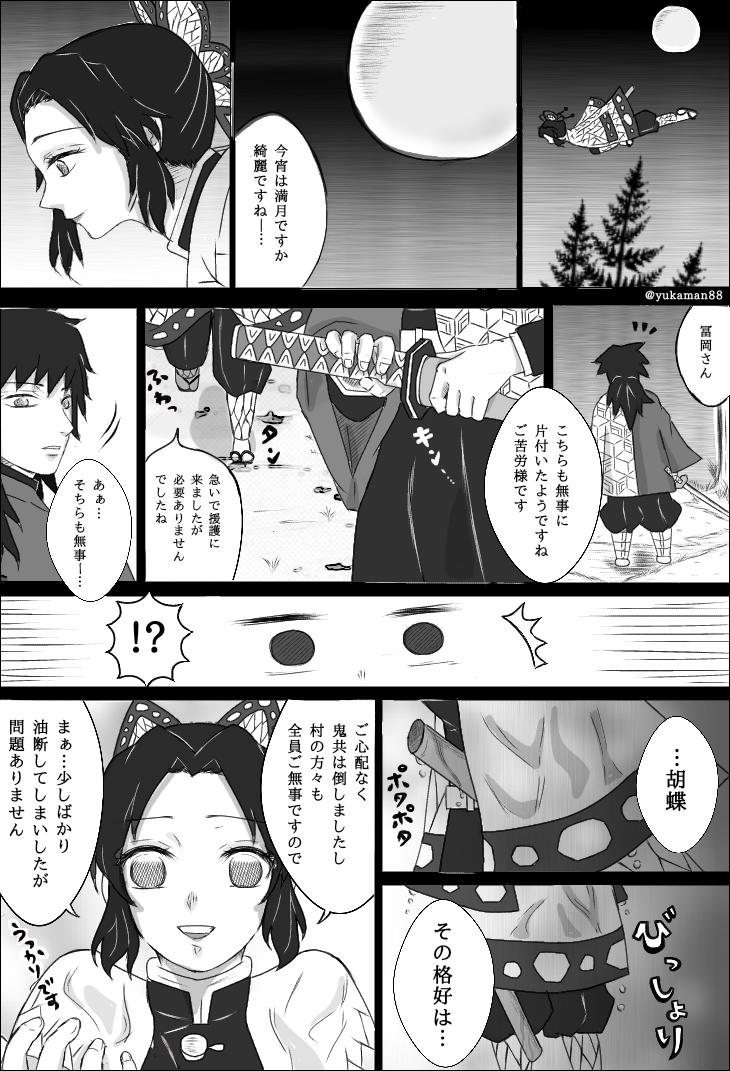 今宵は満月ですか
綺麗ですね―…
@yukaman88
冨岡さん
こちらも無事に
片付いたようですね
ご苦労様です
キン…
タン
ふわっ
急いで援護に
来ましたが
必要ありません
でしたね
あぁ…
そちらも無事―…
!?
…胡蝶
ポタポタ
その格好は…
びっしょり
ご心配なく
鬼共は倒しましたし
村の方々も
全員ご無事ですので
まぁ…少しばかり
油断してしまいしたが
問題ありません
うっかりです